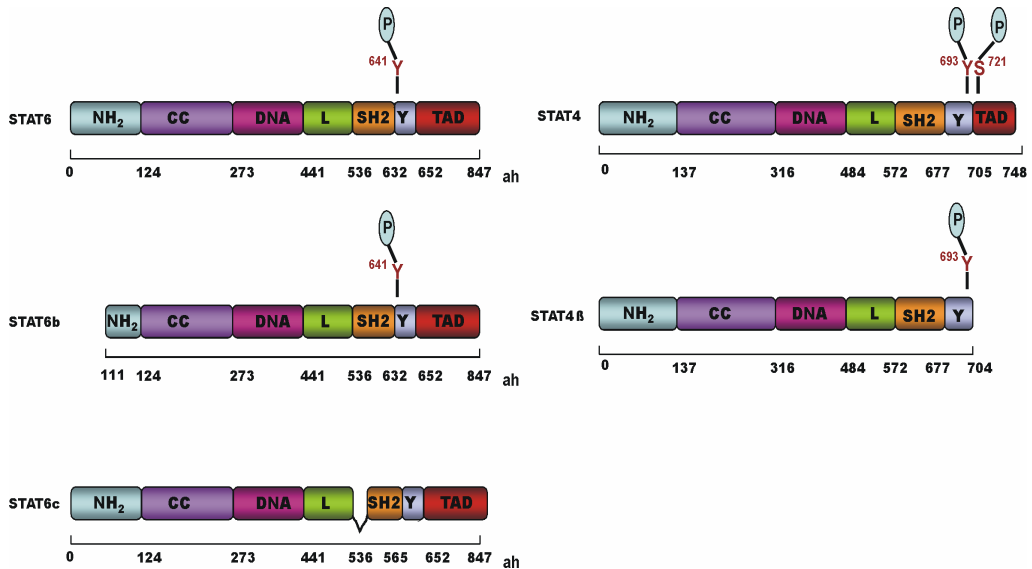 P
641 Y
STAT6 NH2 CC DNA L SH2 Y TAD
0 124 273 441 536 632 652 847 ah
P P
693 Y S 721
STAT4 NH2 CC DNA L SH2 Y TAD
0 137 316 484 572 677 705 748
P
641 Y
STAT6b NH2 CC DNA L SH2 Y TAD
111 124 273 441 536 632 652 847 ah
P
693 Y
STAT4ß NH2 CC DNA L SH2 Y
0 137 316 484 572 677 704
STAT6c NH2 CC DNA L SH2 Y TAD
0 124 273 441 536 565 652 847 ah